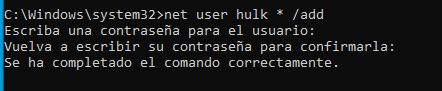 C:\Windows\system32>net user hulk * /add
Escriba una contraseña para el usuario:
Vuelva a escribir su contraseña para confirmarla:
Se ha completado el comando correctamente.